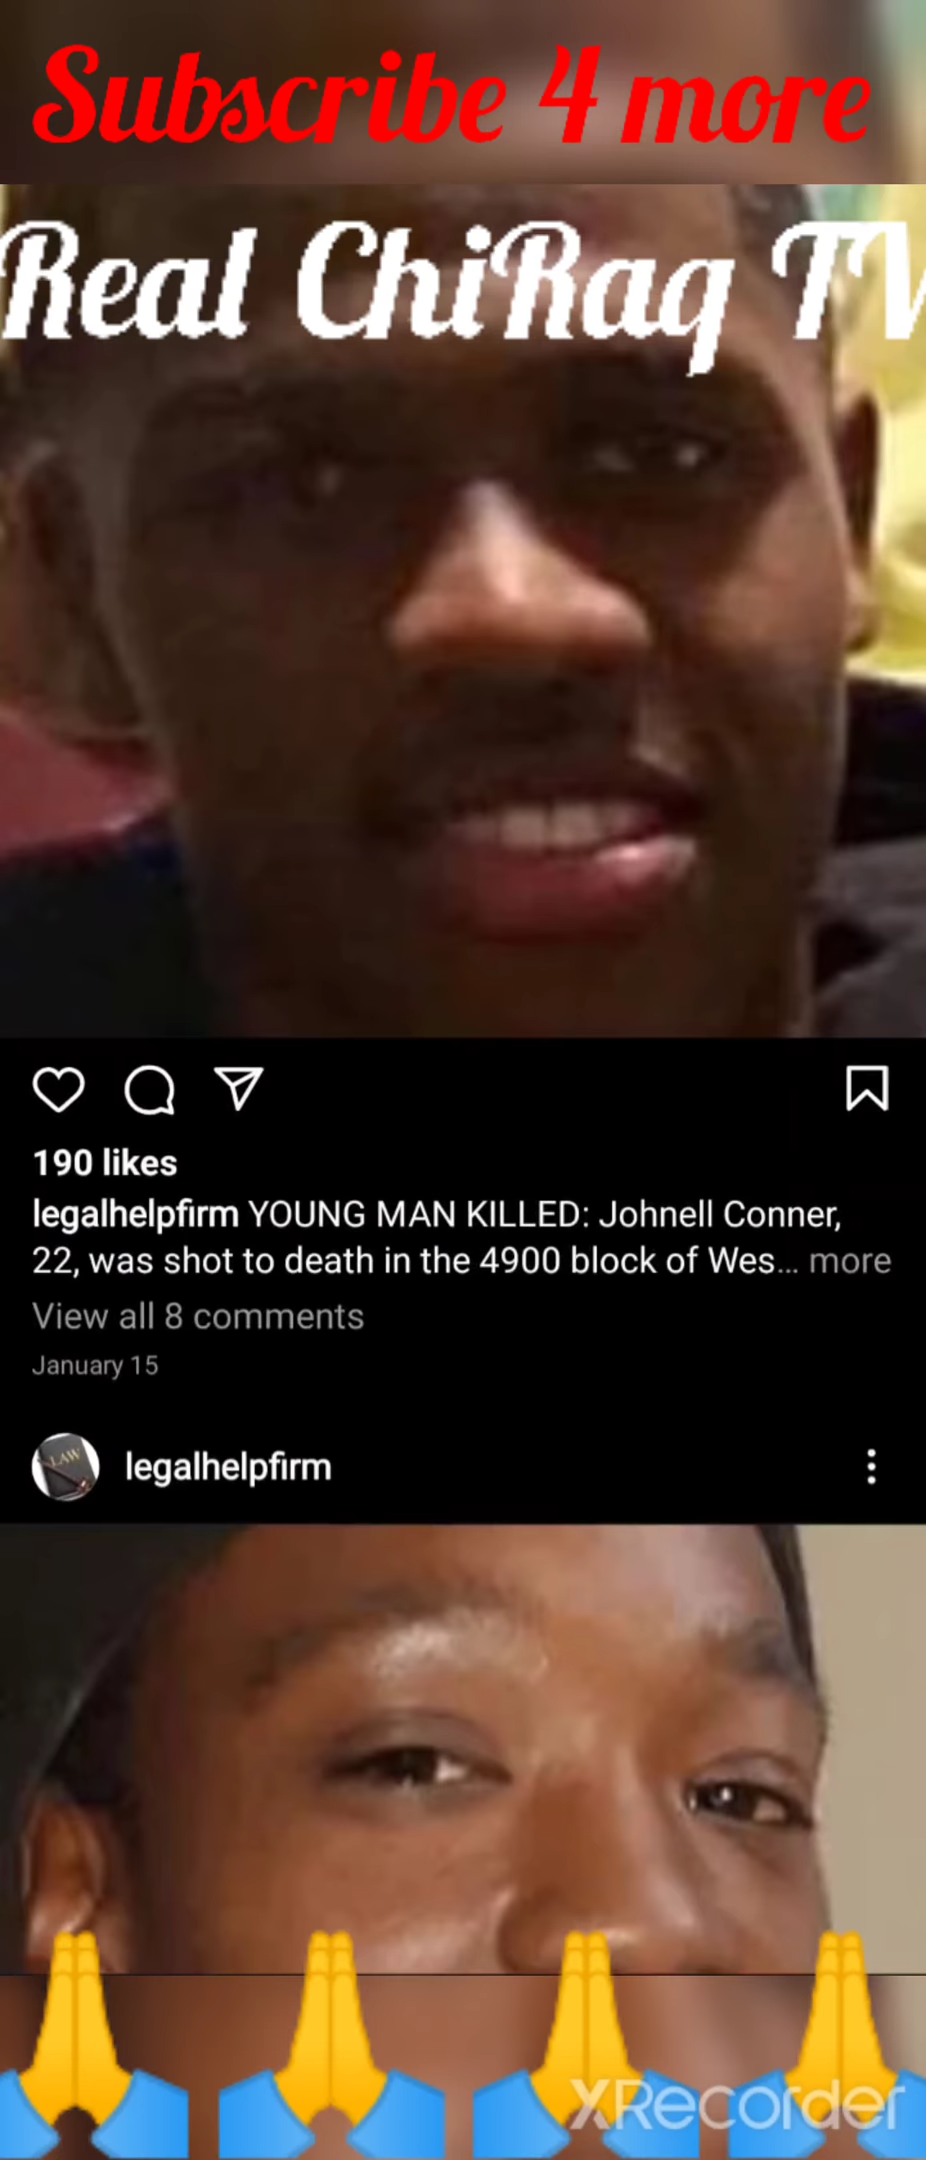 Subscribe 4 more
Real ChiRaq TV
190 likes
legalhelpfirm YOUNG MAN KILLED: Johnell Conner,
22, was shot to death in the 4900 block of Wes... more
View all 8 comments
January 15
LAW
legalhelpfirm
XRecorder